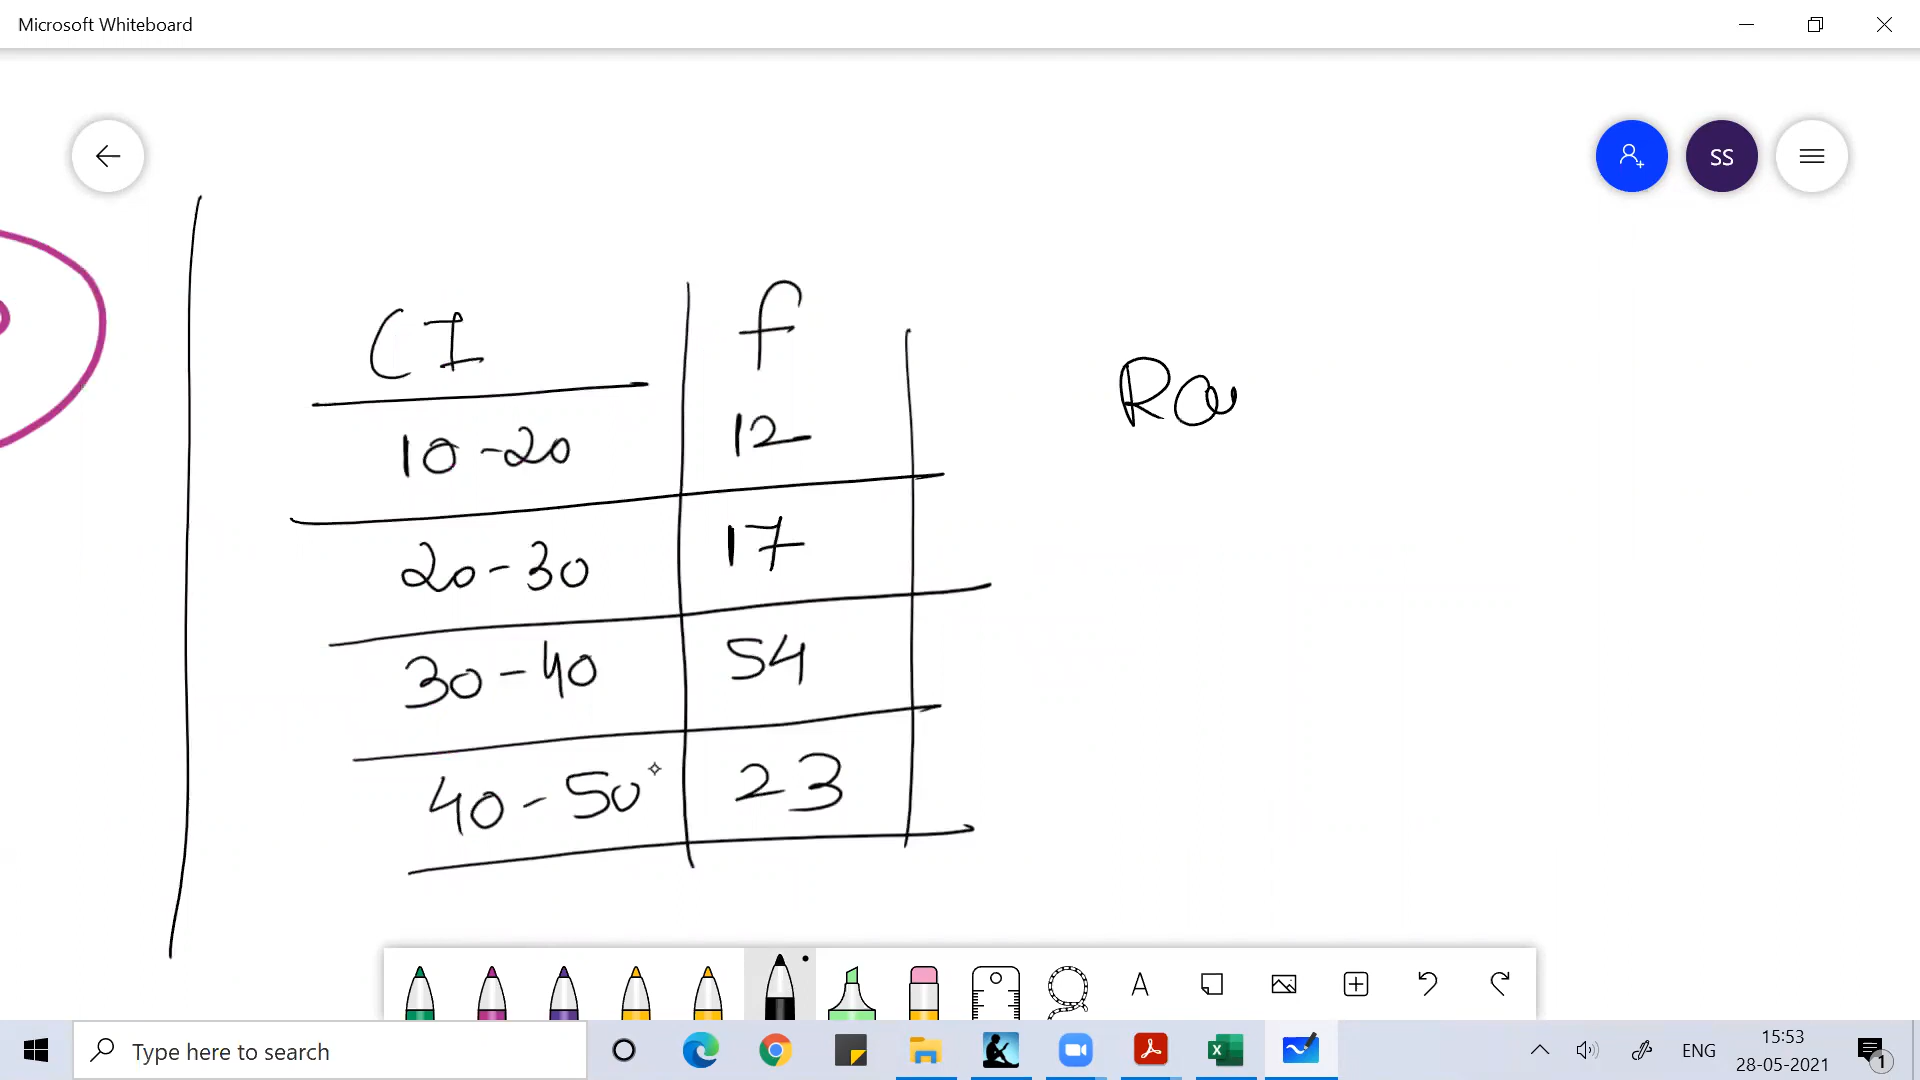 Microsoft Whiteboard
SS
CI f
10-20 12
20-30 17
30-40 54
40-50 23
Ra
A
Type here to search
ENG
15:53
28-05-2021
1